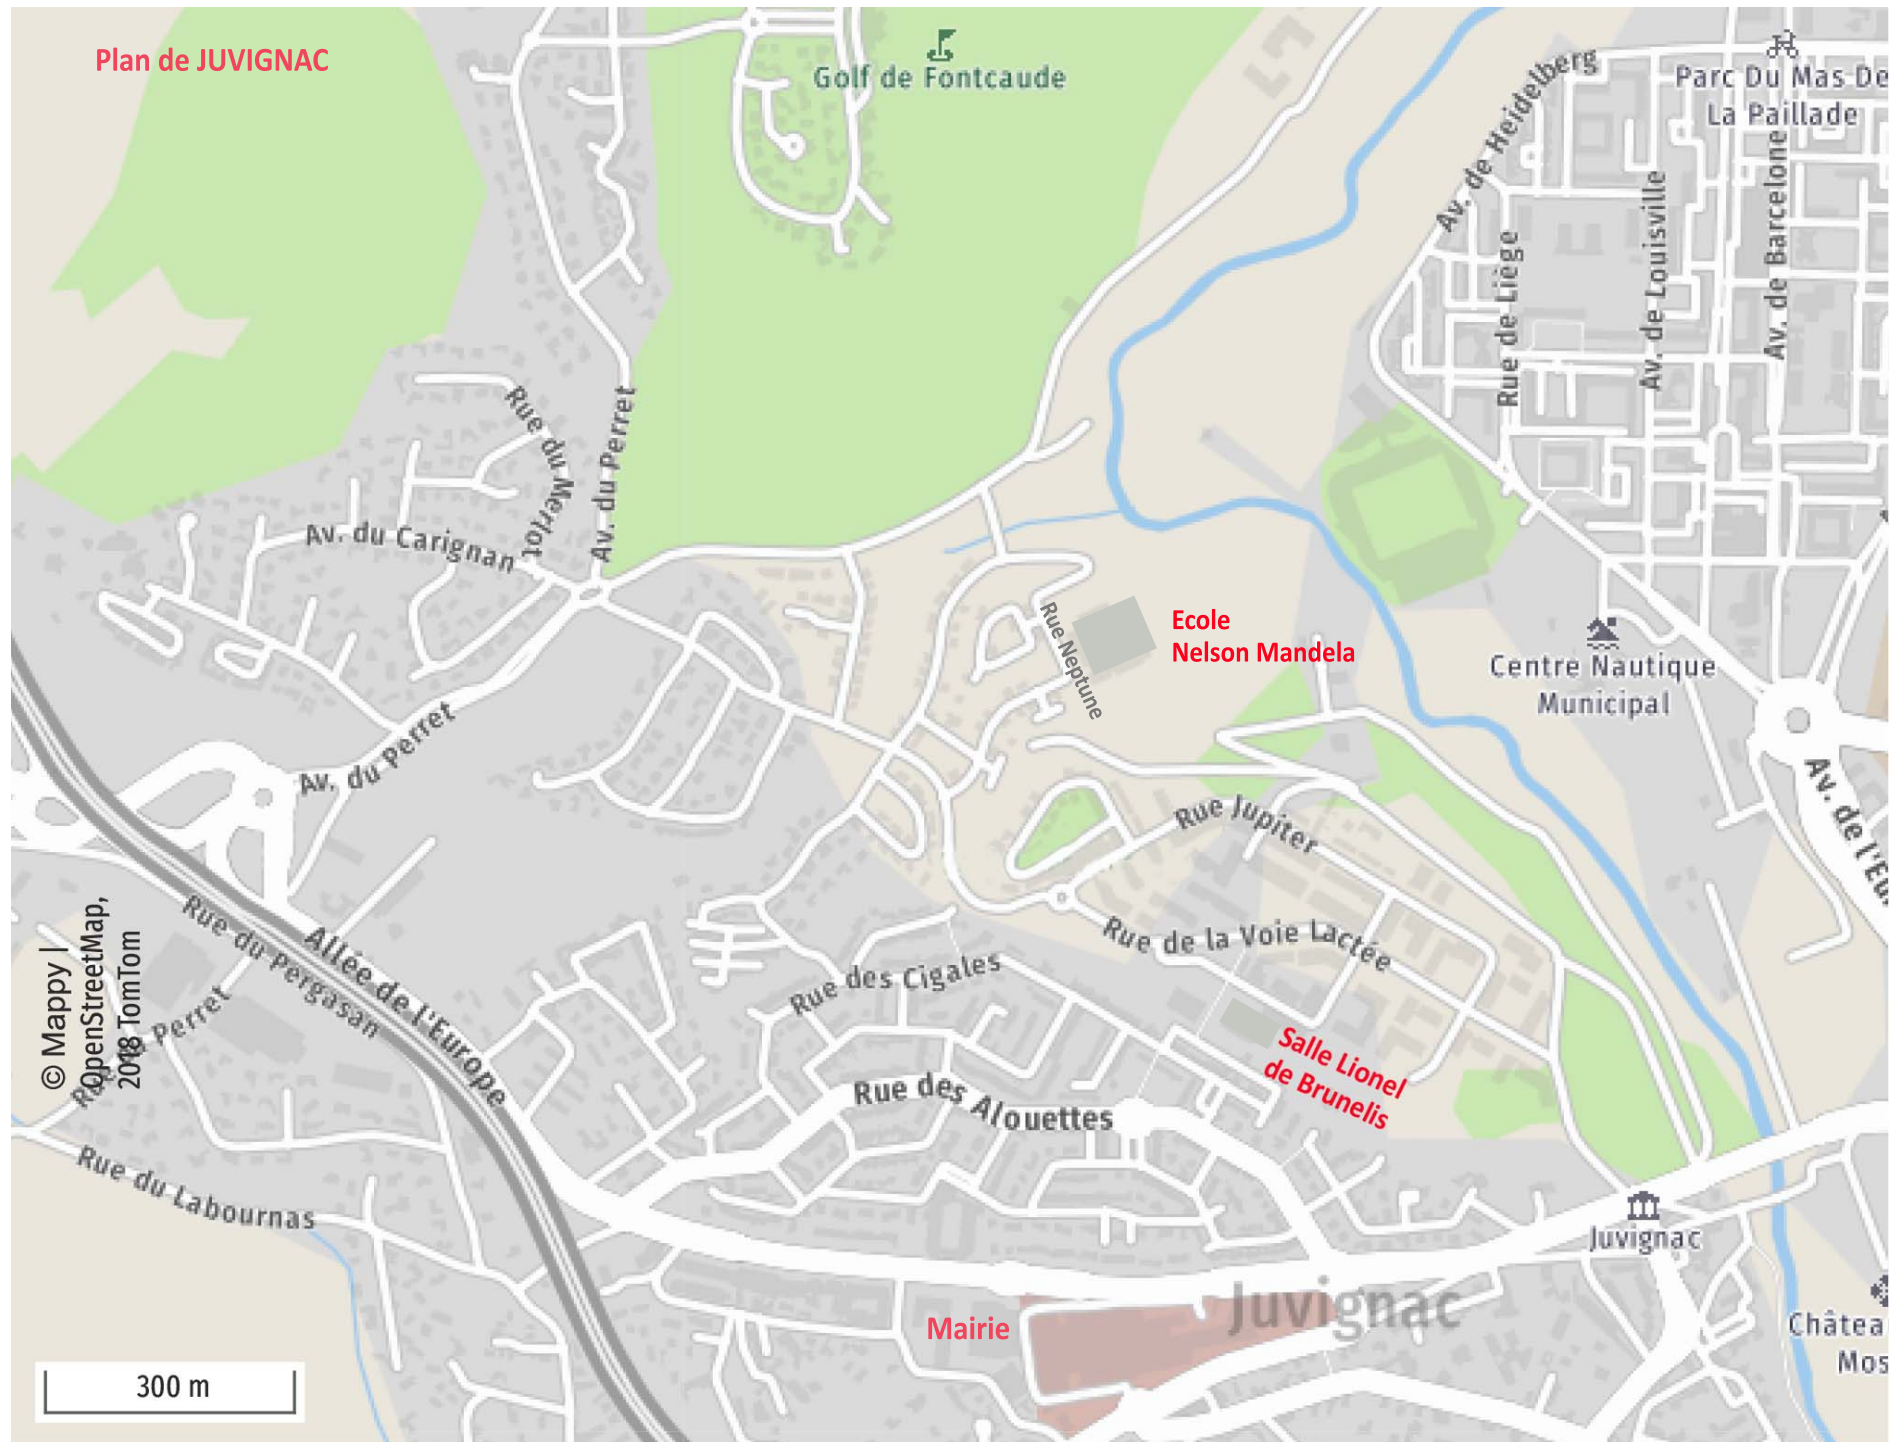 Plan de JUVIGNAC
Golf de Fontcaude
Parc Du Mas De
La Paillade
Av. de Heidelberg
Rue de Liège
Av. de Louisville
Av. de Barcelone
Rue du Merlot
Av. du Perret
Av. du Carignan
Rue Neptune
Ecole
Nelson Mandela
Centre Nautique
Municipal
Av. du Perret
Av. de l'Eu.
Rue Jupiter
Rue de la Voie Lactée
Rue des Cigales
Allée de l'Europe
Rue du Pergasan
© Mappy |
OpenStreetMap,
2018 TomTom
Perret
Salle Lionel
de Brunelis
Rue des Alouettes
Rue du Labournas
Juvignac
Juvignac
Mairie
Châtea
Mos
300 m